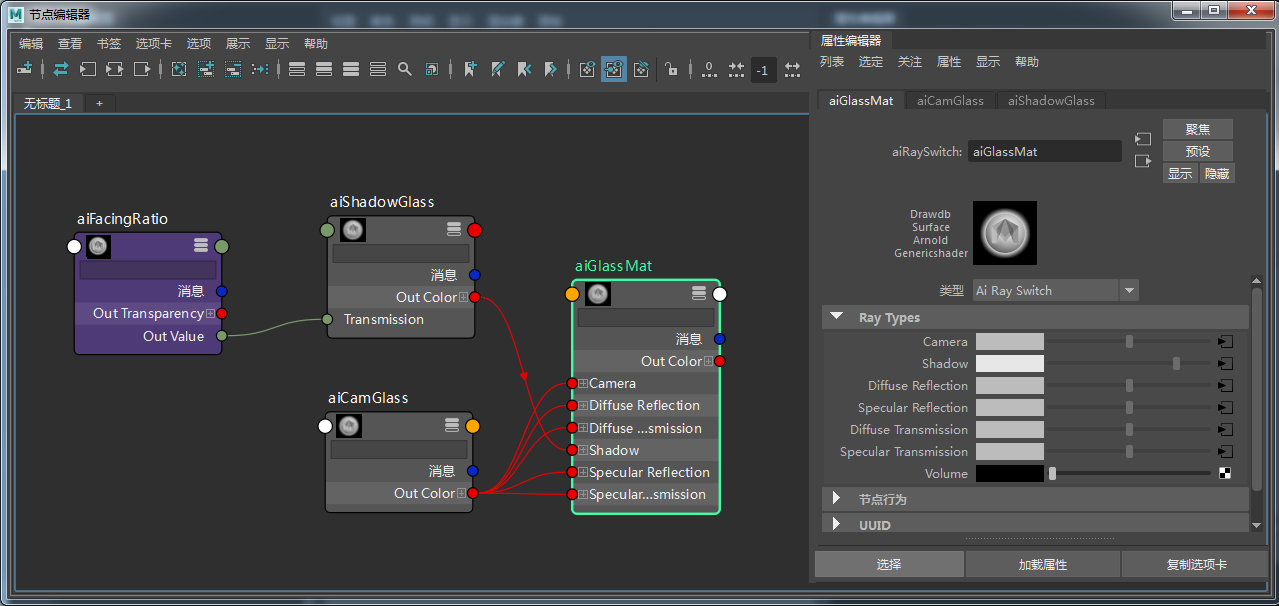 节点编辑器
编辑 查看 书签 选项卡 选项 展示 显示 帮助
0
-1
无标题_1 +
aiFacingRatio
消息
Out Transparency
Out Value
aiShadowGlass
消息
Out Color
Transmission
aiCamGlass
消息
Out Color
aiGlassMat
消息
Out Color
Camera
Diffuse Reflection
Diffuse ...smission
Shadow
Specular Reflection
Specular...smission
属性编辑器
列表 选定 关注 属性 显示 帮助
aiGlassMat aiCamGlass aiShadowGlass
aiRaySwitch: aiGlassMat
聚焦
预设
显示 隐藏
Drawdb
Surface
Arnold
Genericshader
类型 Ai Ray Switch
Ray Types
Camera
Shadow
Diffuse Reflection
Specular Reflection
Diffuse Transmission
Specular Transmission
Volume
节点行为
UUID
选择 加载属性 复制选项卡